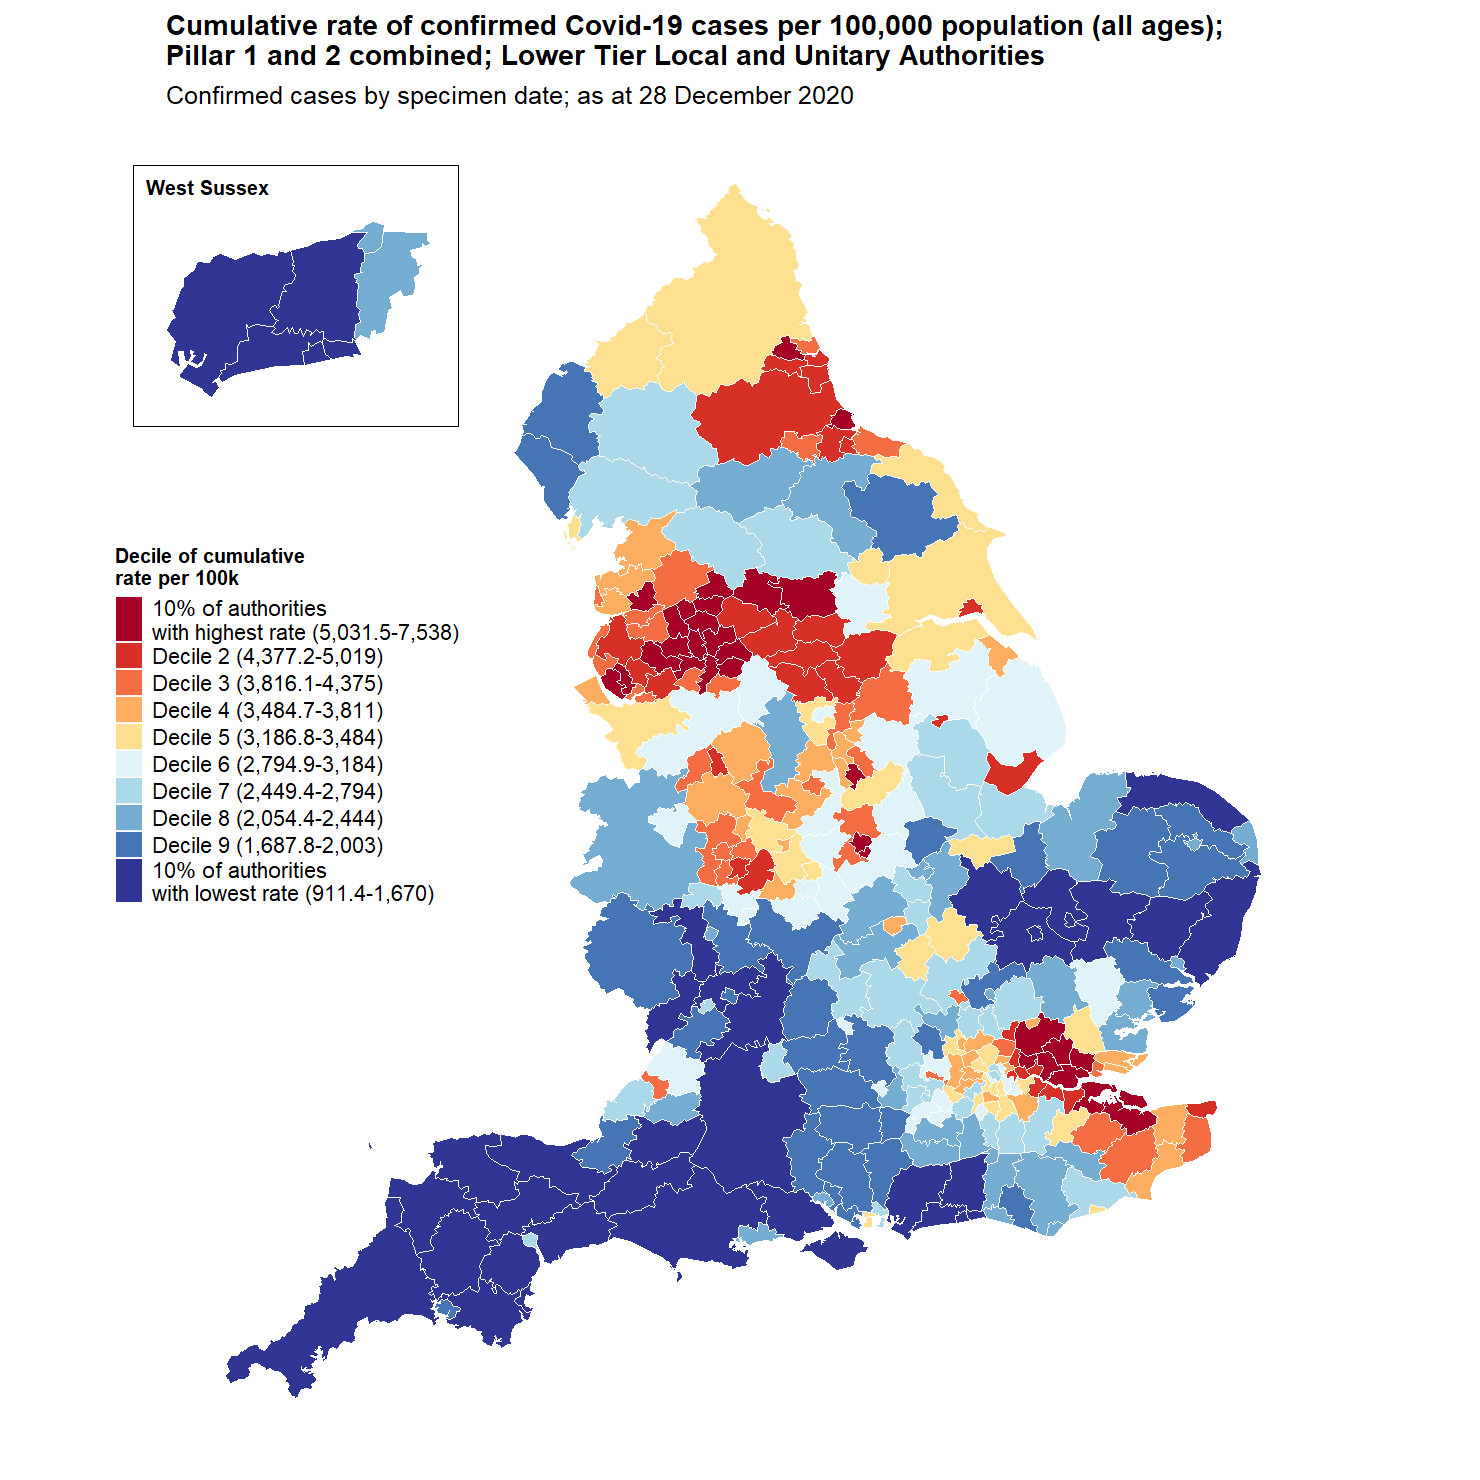 Cumulative rate of confirmed Covid-19 cases per 100,000 population (all ages);
Pillar 1 and 2 combined; Lower Tier Local and Unitary Authorities
Confirmed cases by specimen date; as at 28 December 2020
West Sussex
Decile of cumulative
rate per 100k
10% of authorities
with highest rate (5,031.5-7,538)
Decile 2 (4,377.2-5,019)
Decile 3 (3,816.1-4,375)
Decile 4 (3,484.7-3,811)
Decile 5 (3,186.8-3,484)
Decile 6 (2,794.9-3,184)
Decile 7 (2,449.4-2,794)
Decile 8 (2,054.4-2,444)
Decile 9 (1,687.8-2,003)
10% of authorities
with lowest rate (911.4-1,670)